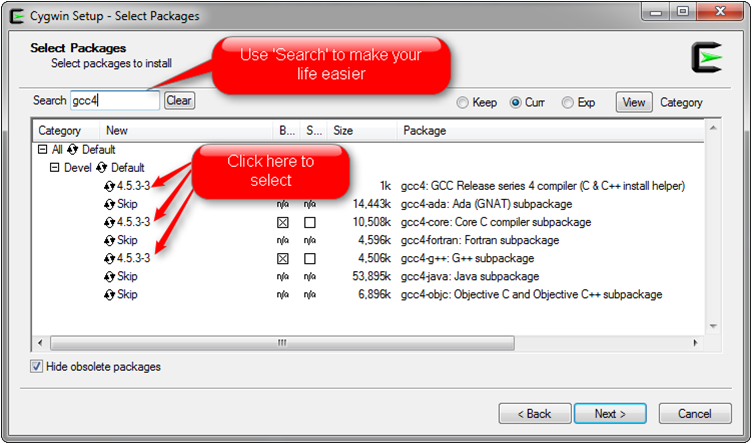 Cygwin Setup - Select Packages
Select Packages
Select packages to install
Use 'Search' to make your
life easier
Search gcc4 Clear Keep Curr Exp View Category
Category New B... S... Size Package
All Default
Devel Default
Click here to
select
4.5.3-3 1k gcc4: GCC Release series 4 compiler (C & C++ install helper)
Skip n/a n/a 14,443k gcc4-ada: Ada (GNAT) subpackage
4.5.3-3 10,508k gcc4-core: Core C compiler subpackage
Skip n/a n/a 4,596k gcc4-fortran: Fortran subpackage
4.5.3-3 4,506k gcc4-g++: G++ subpackage
Skip n/a n/a 53,895k gcc4-java: Java subpackage
Skip n/a n/a 6,896k gcc4-objc: Objective C and Objective C++ subpackage
Hide obsolete packages
< Back Next > Cancel